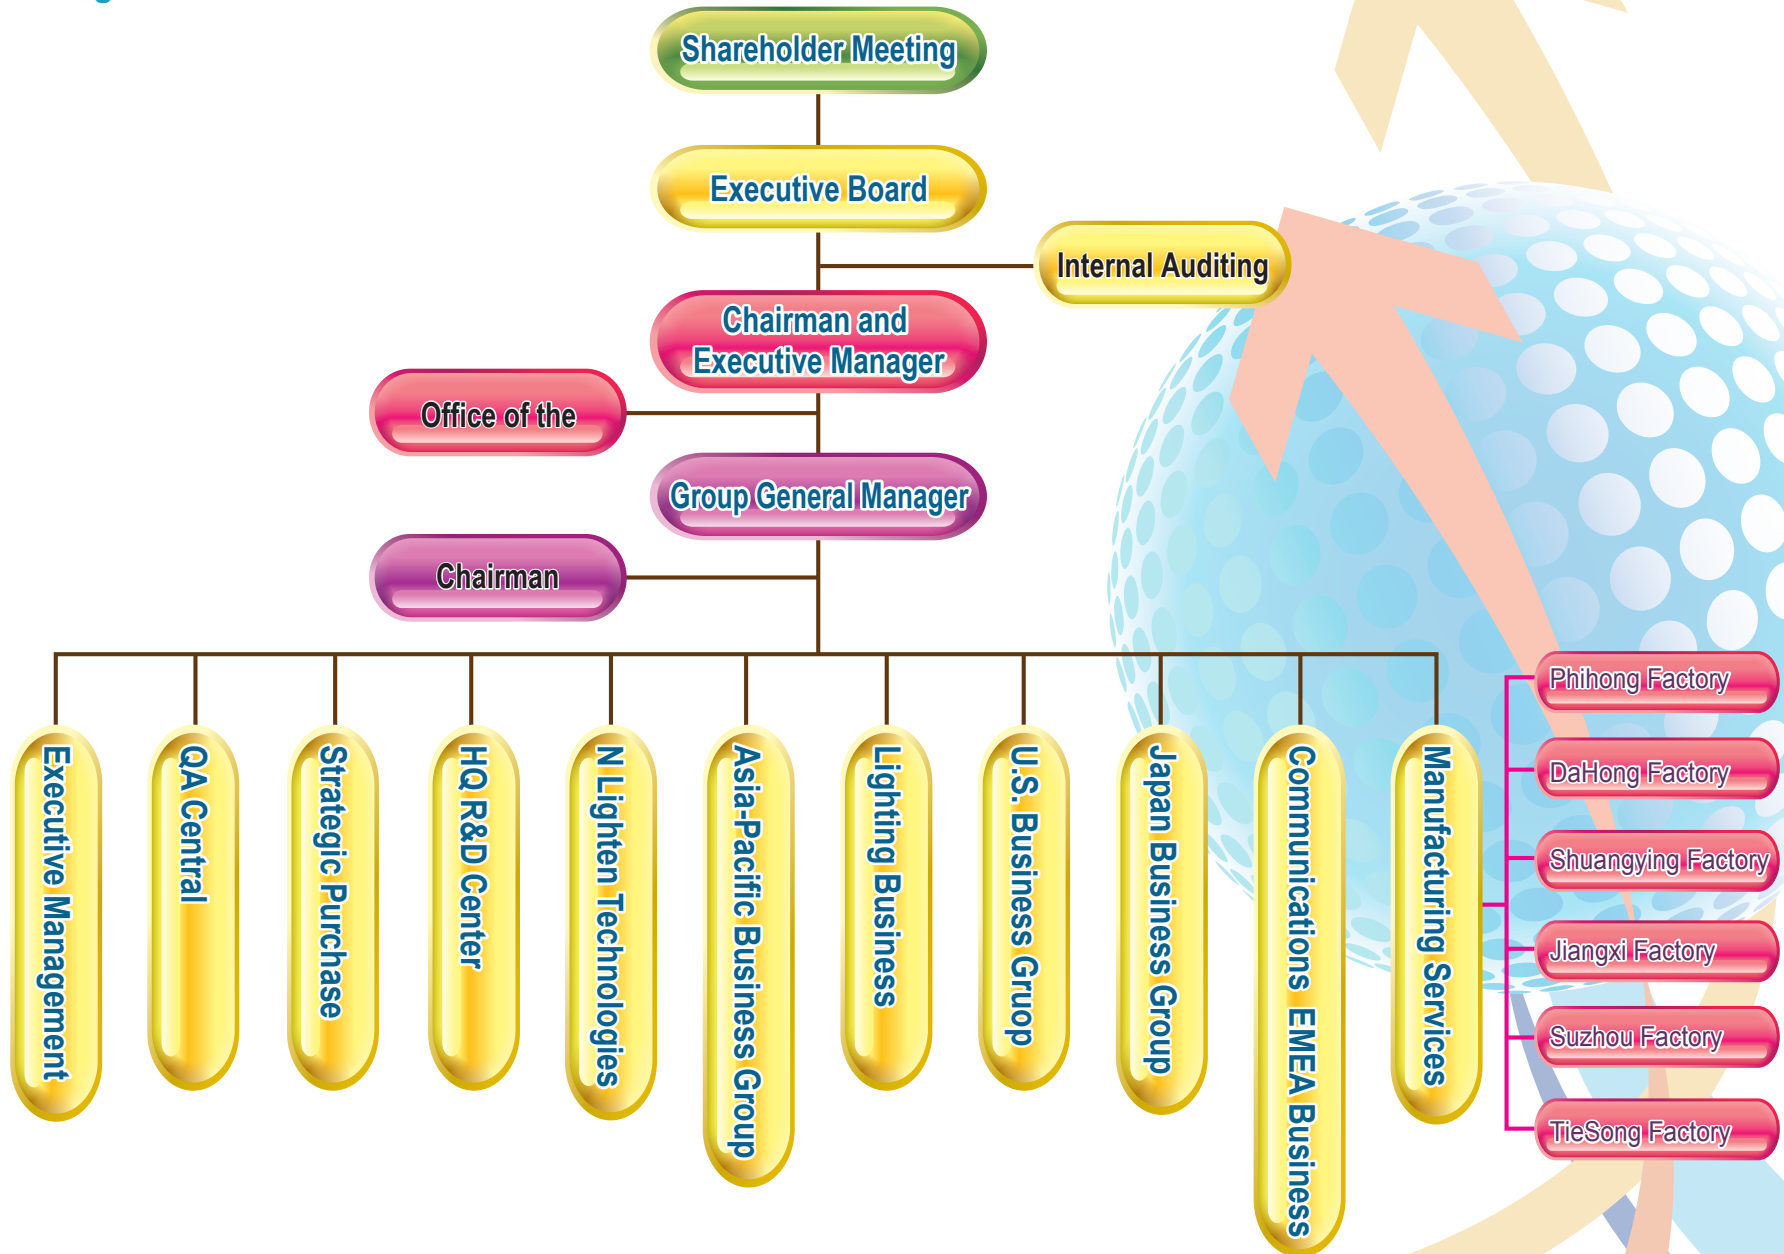 Shareholder Meeting
Executive Board
Internal Auditing
Chairman and
Executive Manager
Office of the
Group General Manager
Chairman
Executive Management
QA Central
Strategic Purchase
HQ R&D Center
N Lighten Technologies
Asia-Pacific Business Group
Lighting Business
U.S. Business Gruop
Japan Business Group
Communications EMEA Business
Manufacturing Services
Phihong Factory
DaHong Factory
Shuangying Factory
Jiangxi Factory
Suzhou Factory
TieSong Factory